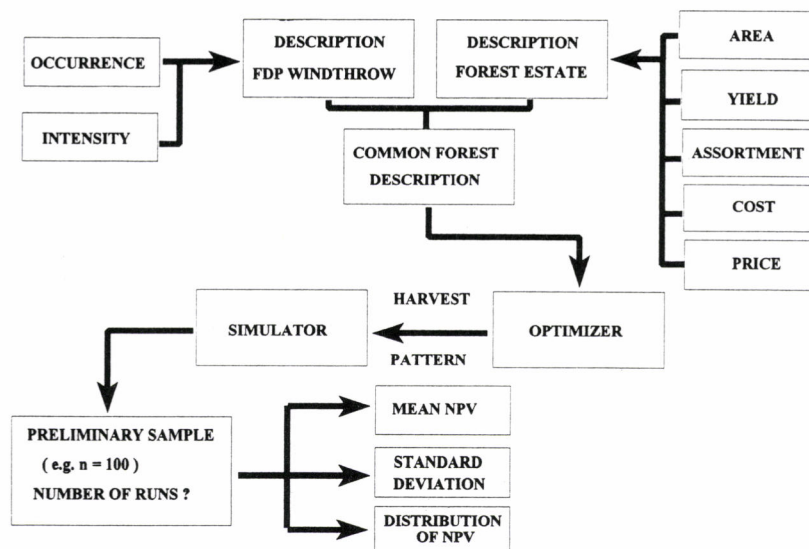 OCCURRENCE
INTENSITY
DESCRIPTION
FDP WINDTHROW
DESCRIPTION
FOREST ESTATE
AREA
YIELD
ASSORTMENT
COST
PRICE
COMMON FOREST
DESCRIPTION
OPTIMIZER
HARVEST
PATTERN
SIMULATOR
PRELIMINARY SAMPLE
( e.g. n = 100 )
NUMBER OF RUNS ?
MEAN NPV
STANDARD
DEVIATION
DISTRIBUTION
OF NPV